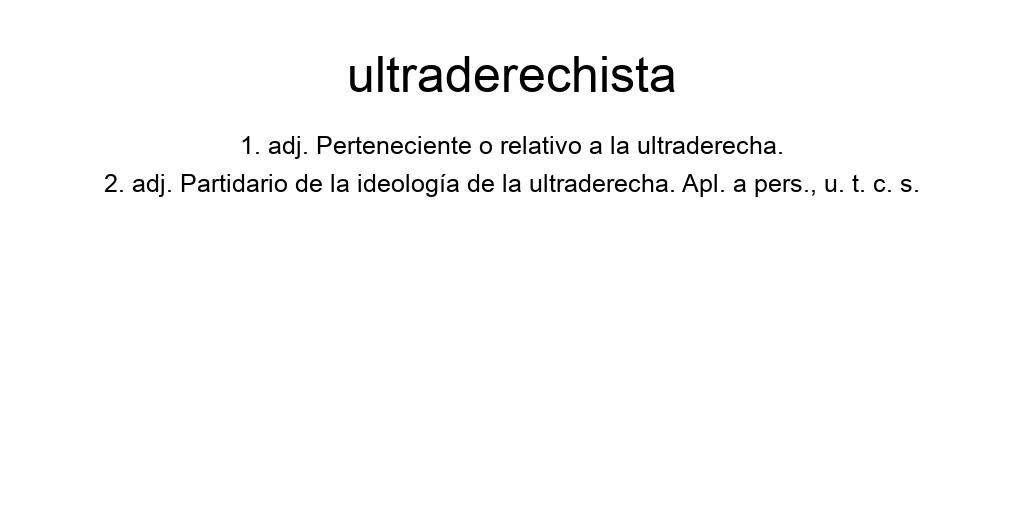 ultraderechista
1. adj. Perteneciente o relativo a la ultraderecha.
2. adj. Partidario de la ideología de la ultraderecha. Apl. a pers., u. t. c. s.